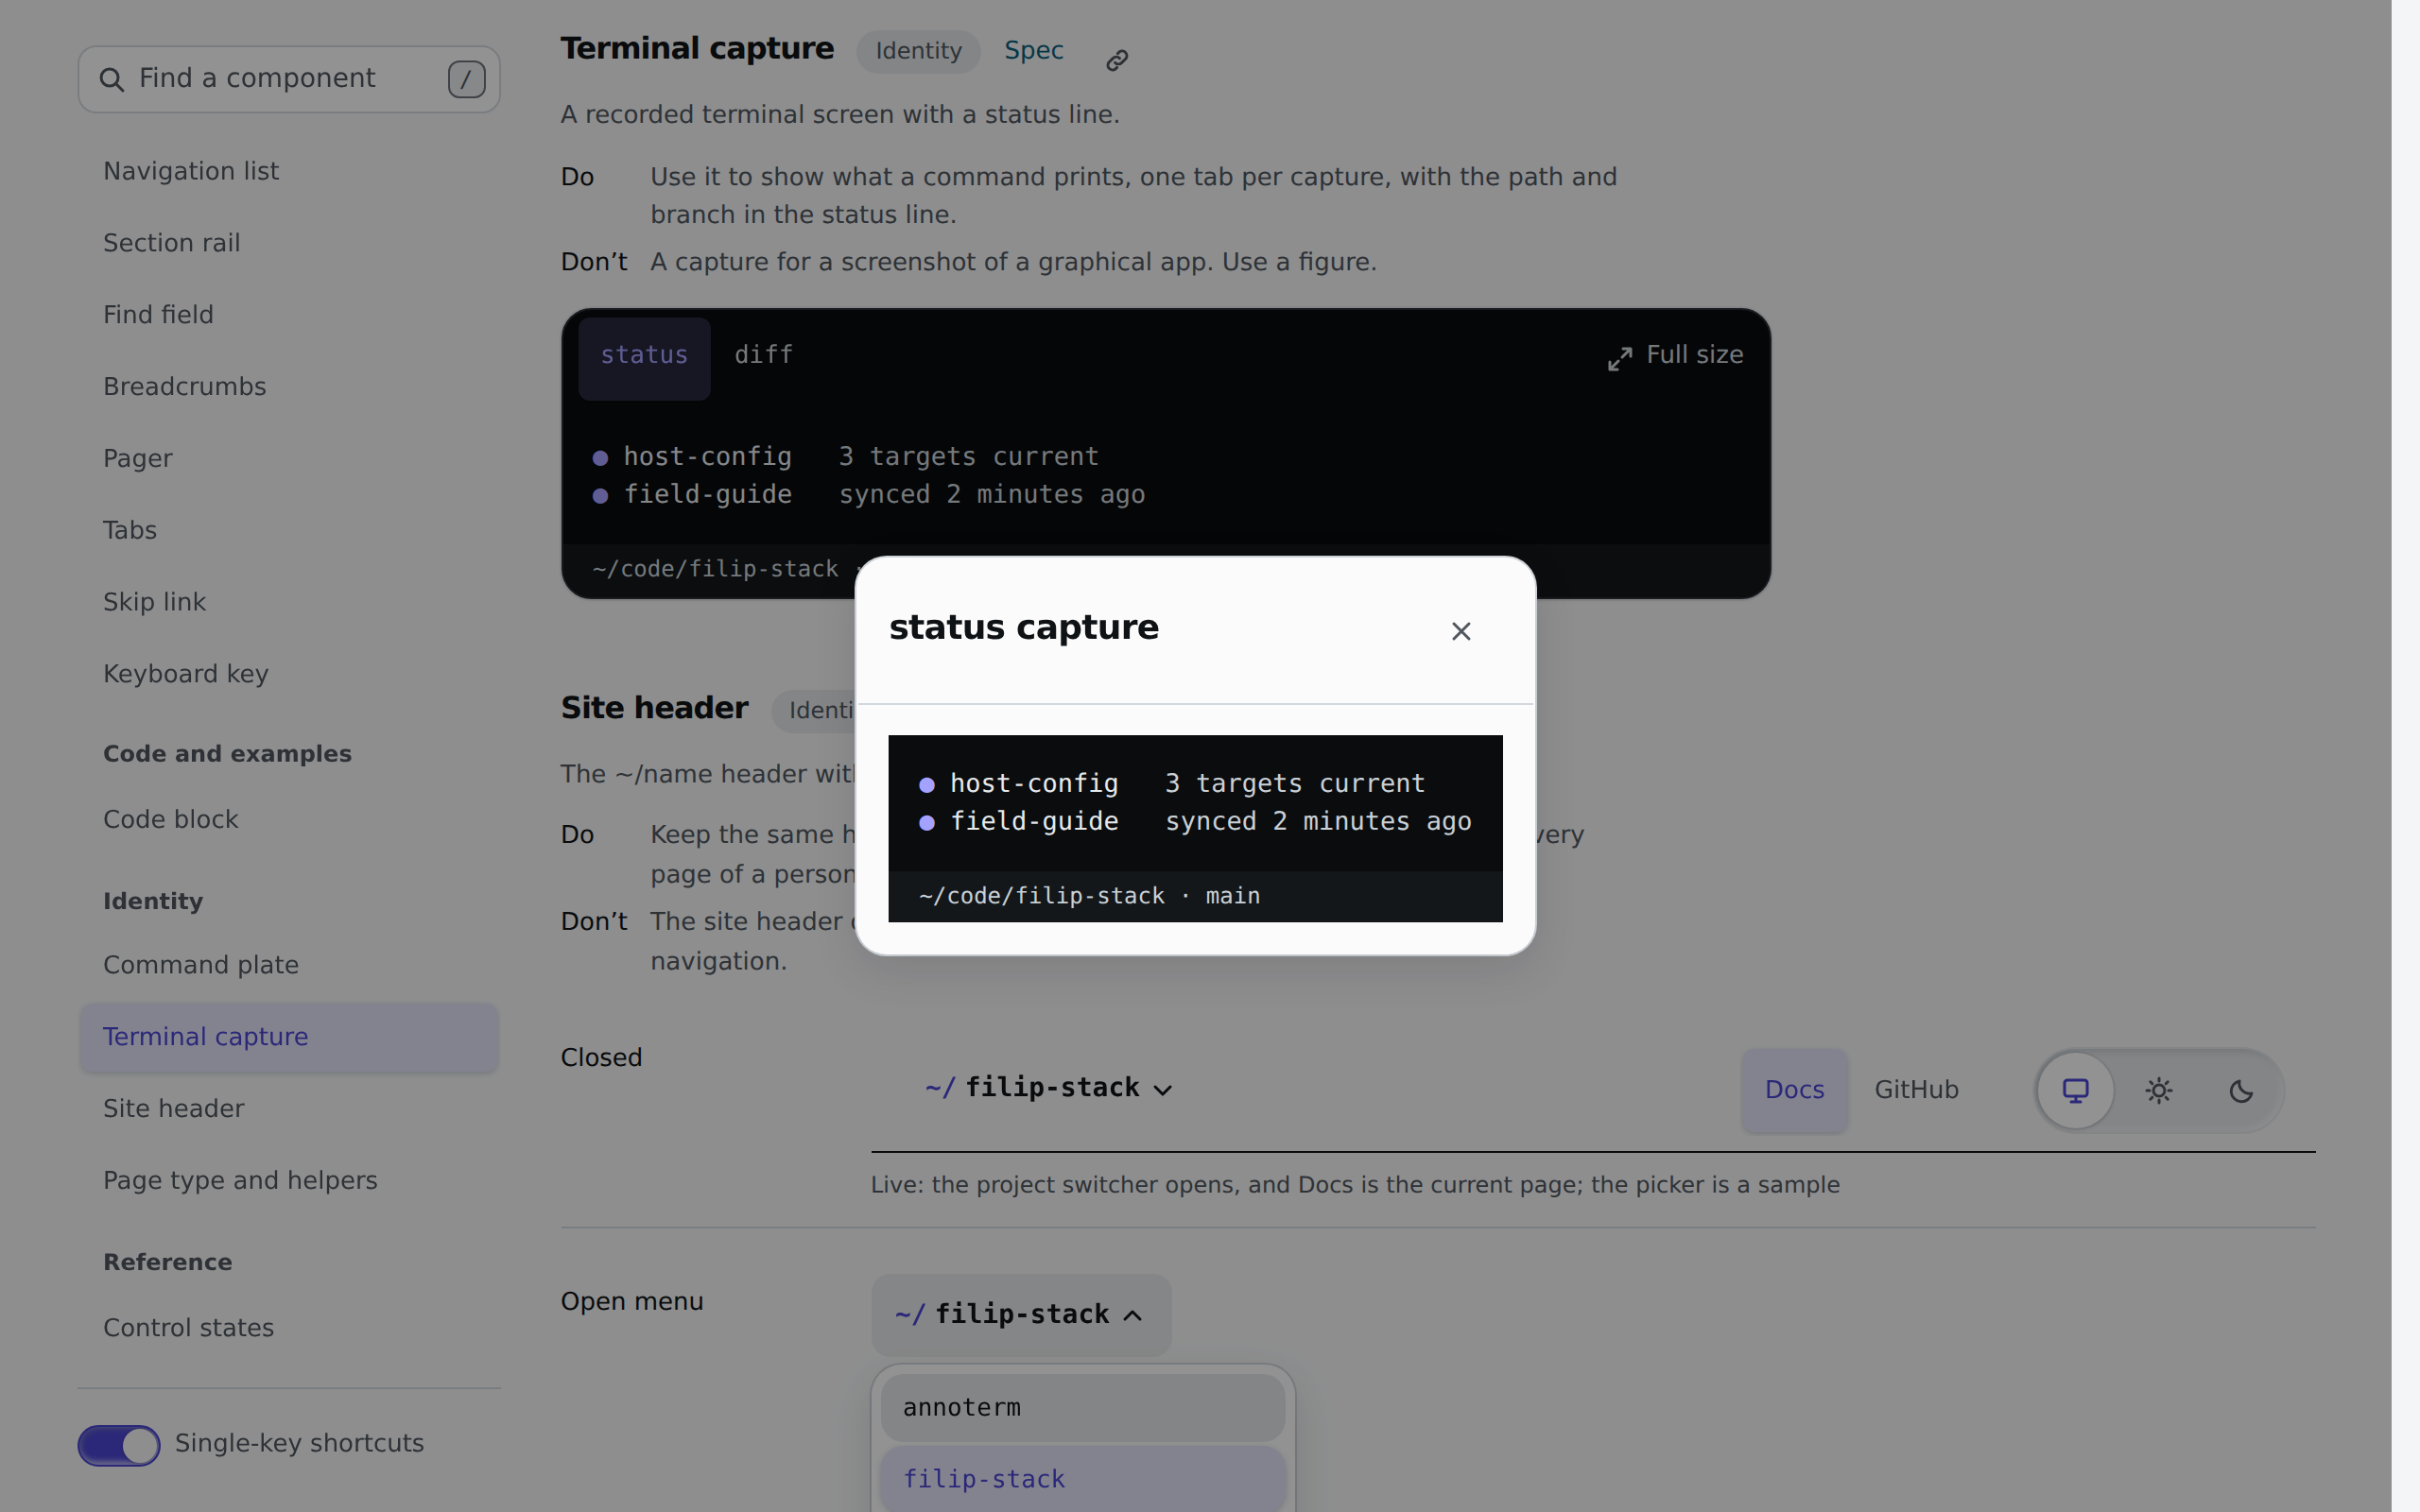 Find a component
/
Navigation list
Section rail
Find field
Breadcrumbs
Pager
Tabs
Skip link
Keyboard key
Code and examples
Code block
Identity
Command plate
Terminal capture
Site header
Page type and helpers
Reference
Control states
Single-key shortcuts
Terminal capture Identity Spec
A recorded terminal screen with a status line.
Do Use it to show what a command prints, one tab per capture, with the path and
branch in the status line.
Don’t A capture for a screenshot of a graphical app. Use a figure.
status diff Full size
● host-config 3 targets current
● field-guide synced 2 minutes ago
~/code/filip-stack
status capture
● host-config 3 targets current
● field-guide synced 2 minutes ago
~/code/filip-stack · main
Site header
The ~/name header
Do Keep the same
page of a
Don’t The site header
navigation.
Closed
~/filip-stack Docs GitHub
Live: the project switcher opens, and Docs is the current page; the picker is a sample
Open menu
~/filip-stack
annoterm
filip-stack